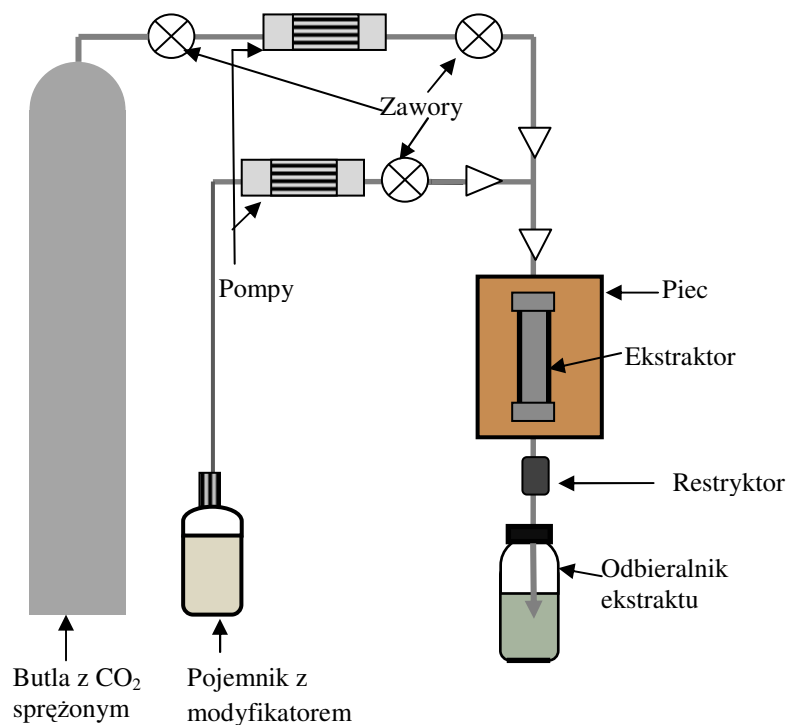 Zawory
Pompy
Piec
Ekstraktor
Restryktor
Odbieralnik
ekstraktu
Butla z CO₂
sprężonym
Pojemnik z
modyfikatorem